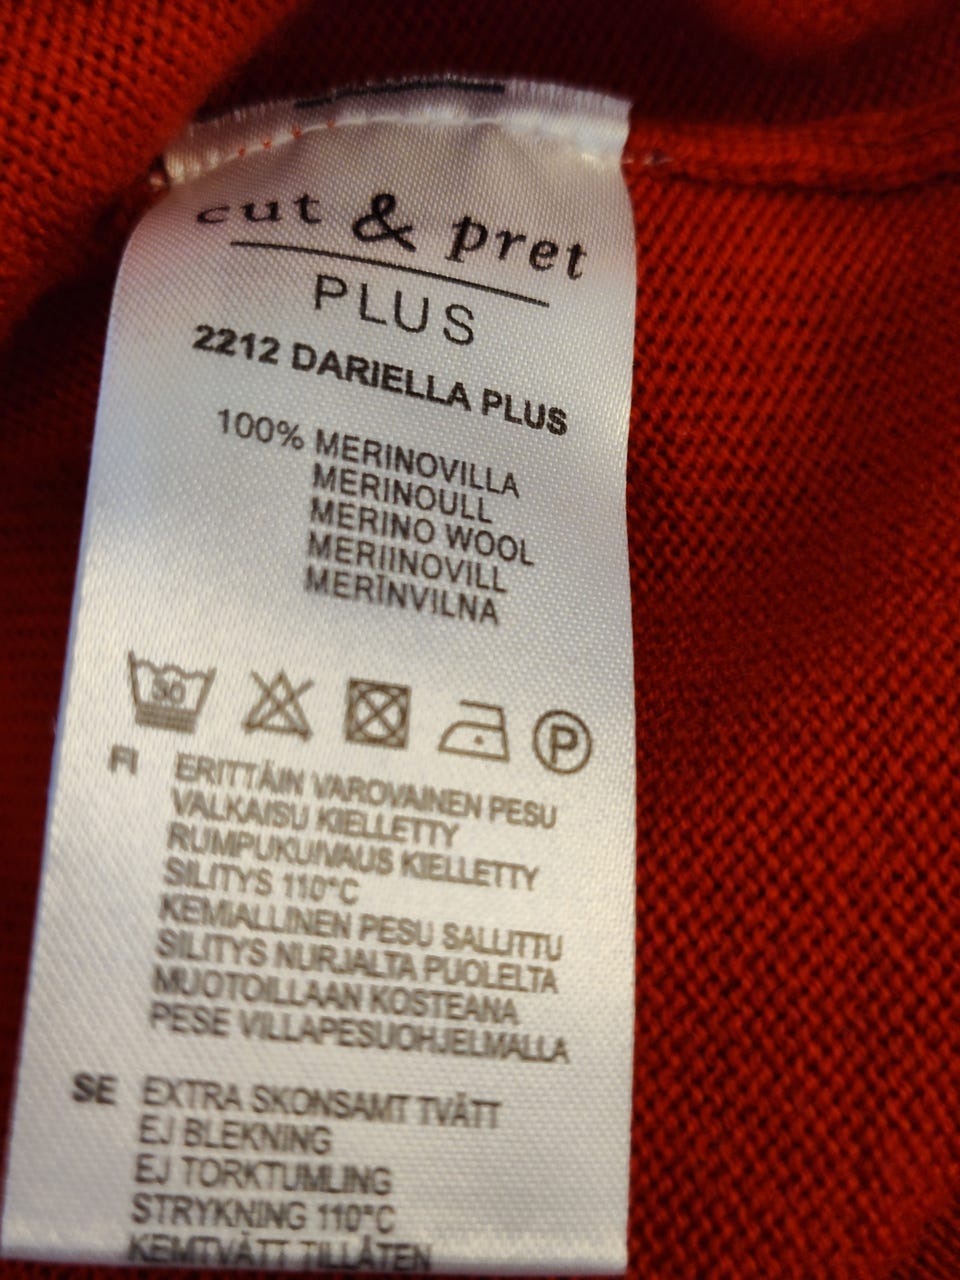 cut & pret
PLUS
2212 DARIELLA PLUS
100% MERINOVILLA
MERINOULL
MERINO WOOL
MERIINOVILL
MERĪNVILNA
30
P
FI ERITTÄIN VAROVAINEN PESU
VALKAISU KIELLETTY
RUMPUKUIVAUS KIELLETTY
SILITYS 110°C
KEMIALLINEN PESU SALLITTU
SILITYS NURJALTA PUOLELTA
MUOTOILLAAN KOSTEANA
PESE VILLAPESUOHJELMALLA
SE EXTRA SKONSAMT TVÄTT
EJ BLEKNING
EJ TORKTUMLING
STRYKNING 110°C
KEMTVÄTT TILLÅTEN